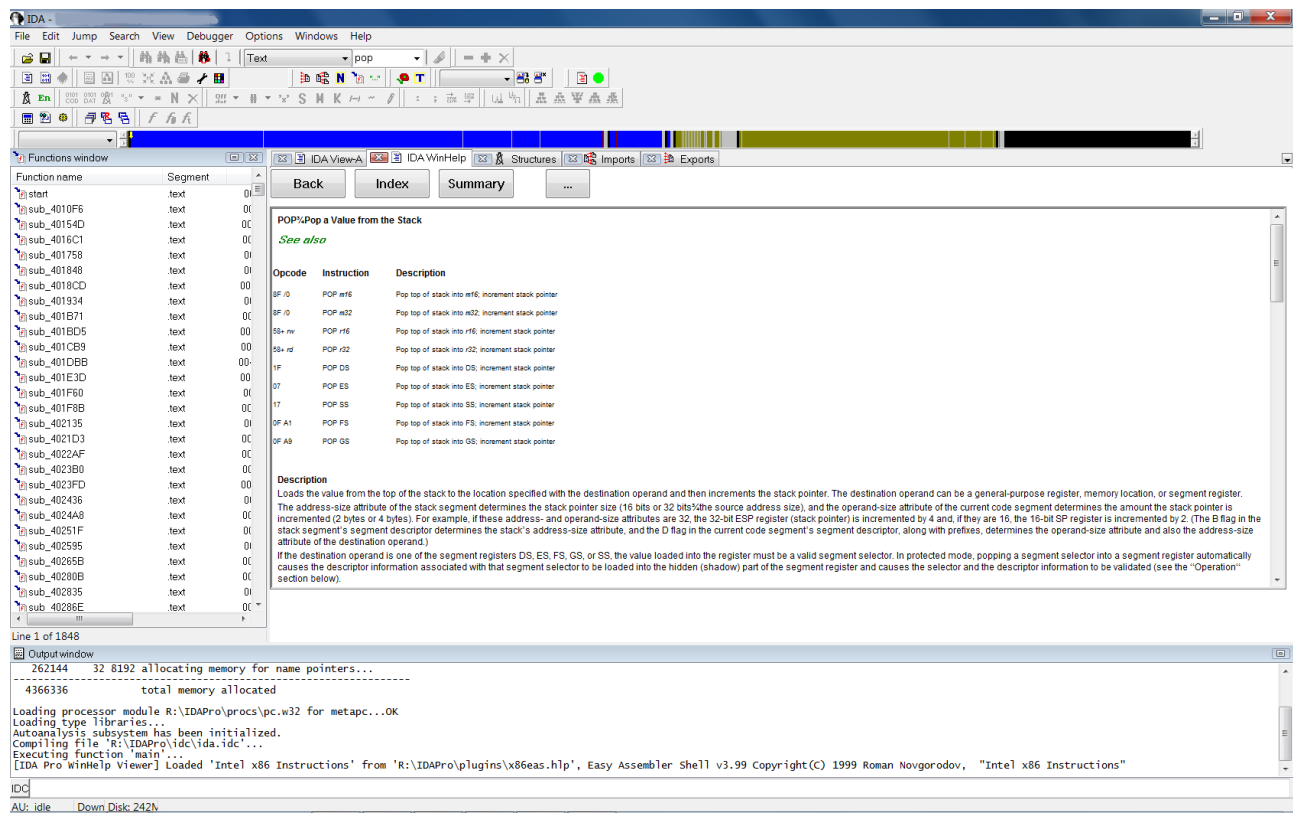 IDA -
File Edit Jump Search View Debugger Options Windows Help
Text pop
Functions window
IDA View-A IDA WinHelp Structures Imports Exports
Function name Segment
Back Index Summary ...
start .text
sub_4010F6 .text
sub_40154D .text
sub_4016C1 .text
sub_401758 .text
sub_401848 .text
sub_4018CD .text
sub_401934 .text
sub_401B71 .text
sub_401BD5 .text
sub_401CB9 .text
sub_401DBB .text
sub_401E3D .text
sub_401F60 .text
sub_401F8B .text
sub_402135 .text
sub_4021D3 .text
sub_4022AF .text
sub_4023B0 .text
sub_4023FD .text
sub_402436 .text
sub_4024A8 .text
sub_40251F .text
sub_402595 .text
sub_40265B .text
sub_40280B .text
sub_402835 .text
sub_40286E .text
Line 1 of 1848
POP¾Pop a Value from the Stack
See also
Opcode Instruction Description
8F /0 POP m16 Pop top of stack into m16; increment stack pointer
8F /0 POP m32 Pop top of stack into m32; increment stack pointer
58+ rw POP r16 Pop top of stack into r16; increment stack pointer
58+ rd POP r32 Pop top of stack into r32; increment stack pointer
1F POP DS Pop top of stack into DS; increment stack pointer
07 POP ES Pop top of stack into ES; increment stack pointer
17 POP SS Pop top of stack into SS; increment stack pointer
0F A1 POP FS Pop top of stack into FS; increment stack pointer
0F A9 POP GS Pop top of stack into GS; increment stack pointer
Description
Loads the value from the top of the stack to the location specified with the destination operand and then increments the stack pointer. The destination operand can be a general-purpose register, memory location, or segment register.
The address-size attribute of the stack segment determines the stack pointer size (16 bits or 32 bits¾the source address size), and the operand-size attribute of the current code segment determines the amount the stack pointer is
incremented (2 bytes or 4 bytes). For example, if these address- and operand-size attributes are 32, the 32-bit ESP register (stack pointer) is incremented by 4 and, if they are 16, the 16-bit SP register is incremented by 2. (The B flag in the
stack segment's segment descriptor determines the stack's address-size attribute, and the D flag in the current code segment's segment descriptor, along with prefixes, determines the operand-size attribute and also the address-size
attribute of the destination operand.)
If the destination operand is one of the segment registers DS, ES, FS, GS, or SS, the value loaded into the register must be a valid segment selector. In protected mode, popping a segment selector into a segment register automatically
causes the descriptor information associated with that segment selector to be loaded into the hidden (shadow) part of the segment register and causes the selector and the descriptor information to be validated (see the "Operation"
section below).
Output window
262144 32 8192 allocating memory for name pointers...
-----------------------------------------------------------------
4366336 total memory allocated
Loading processor module R:\IDAPro\procs\pc.w32 for metapc...OK
Loading type libraries...
Autoanalysis subsystem has been initialized.
Compiling file 'R:\IDAPro\idc\ida.idc'...
Executing function 'main'...
[IDA Pro WinHelp Viewer] Loaded 'Intel x86 Instructions' from 'R:\IDAPro\plugins\x86eas.hlp', Easy Assembler Shell v3.99 Copyright(C) 1999 Roman Novgorodov, "Intel x86 Instructions"
IDC
AU: idle Down Disk: 242